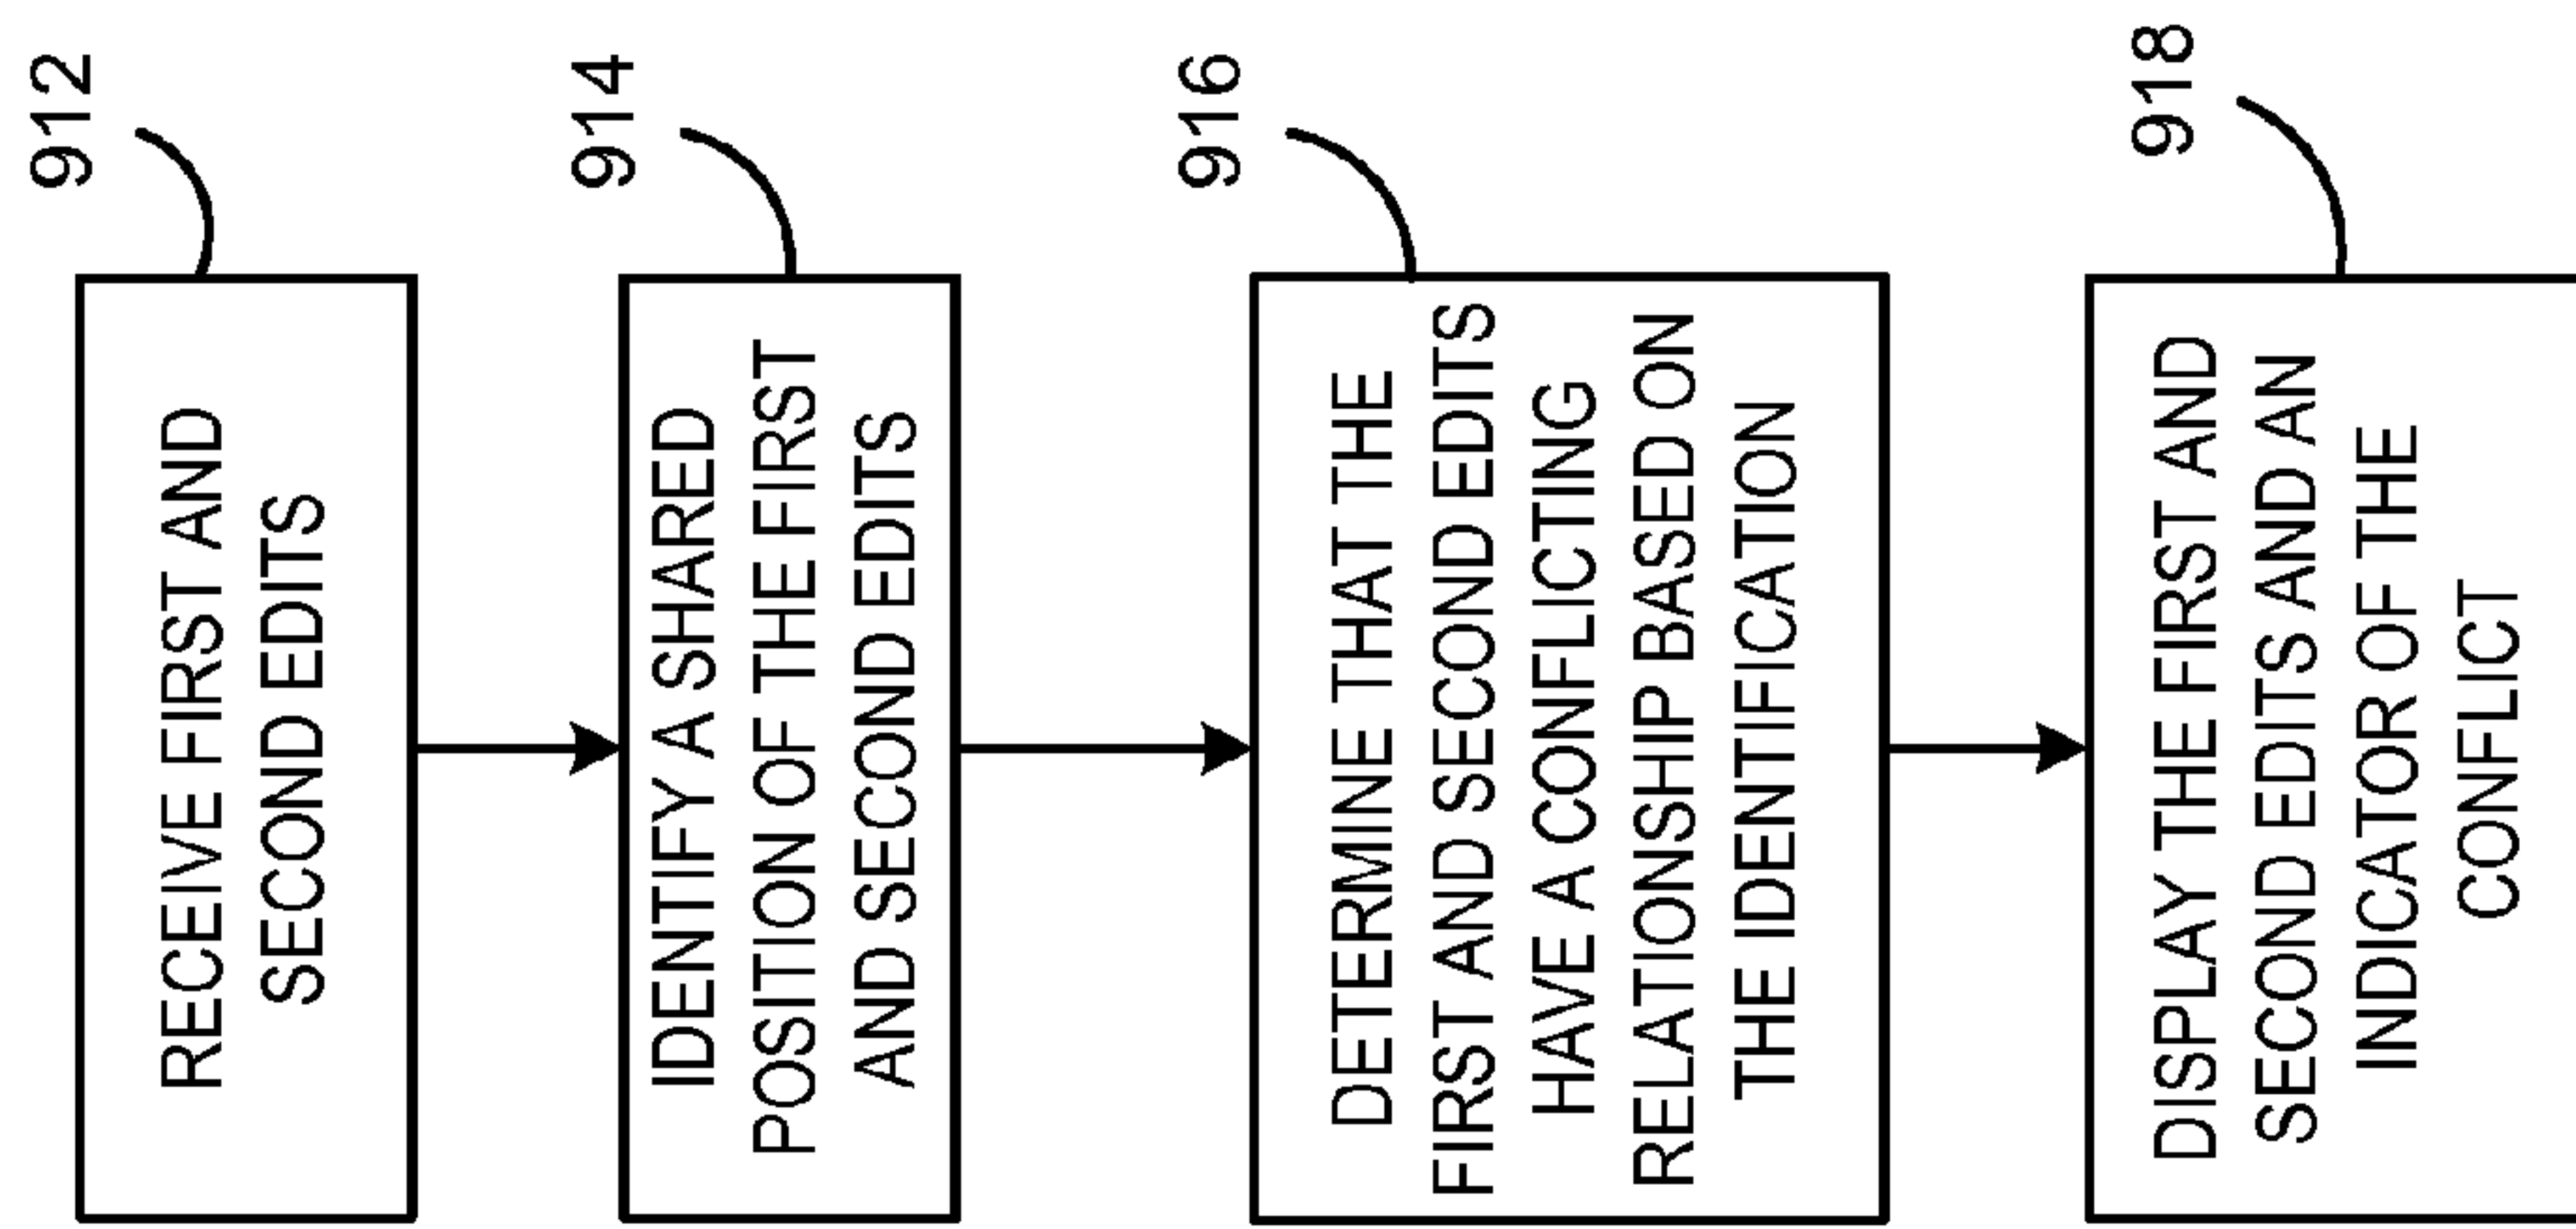 912
RECEIVE FIRST AND
SECOND EDITS
914
IDENTIFY A SHARED
POSITION OF THE FIRST
AND SECOND EDITS
916
DETERMINE THAT THE
FIRST AND SECOND EDITS
HAVE A CONFLICTING
RELATIONSHIP BASED ON
THE IDENTIFICATION
918
DISPLAY THE FIRST AND
SECOND EDITS AND AN
INDICATOR OF THE
CONFLICT